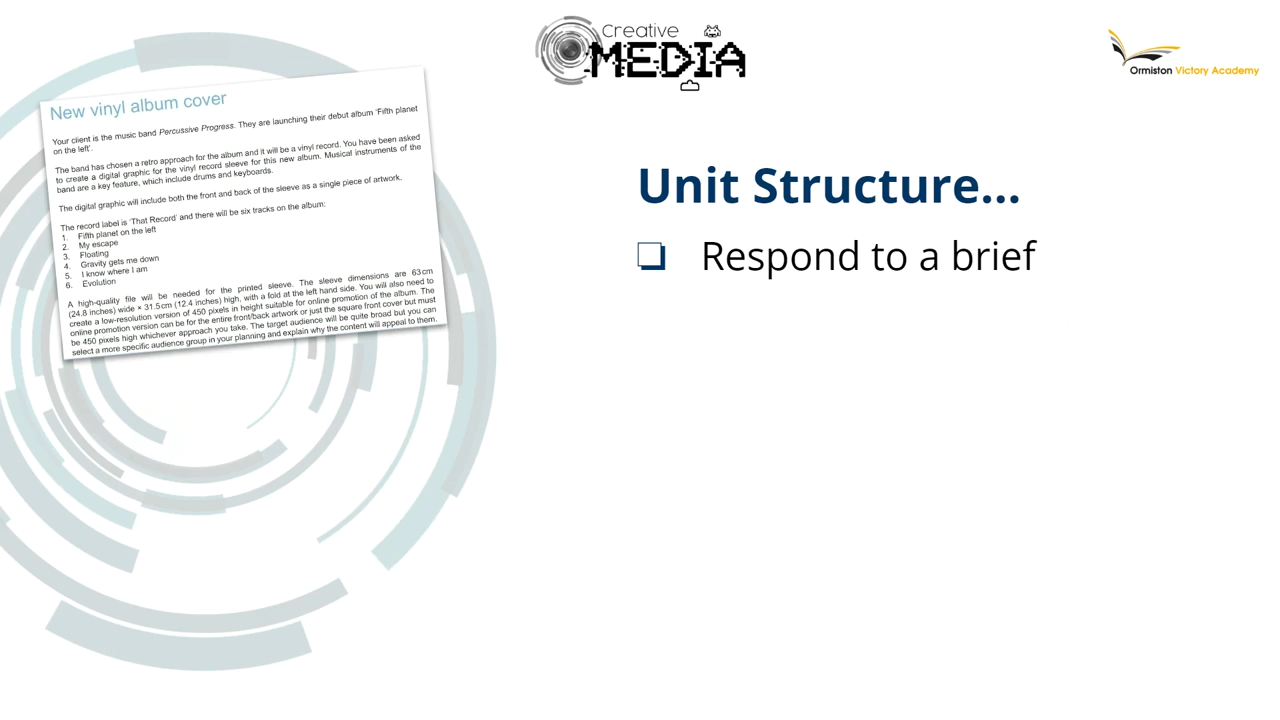 Creative
MEDIA
Ormiston Victory Academy
New vinyl album cover
Your client is the music band Percussive Progress. They are launching their debut album 'Fifth planet
on the left'.
The band has chosen a retro approach for the album and it will be a vinyl record. You have been asked
to create a digital graphic for the vinyl record sleeve for this new album. Musical instruments of the
band are a key feature, which include drums and keyboards.
The digital graphic will include both the front and back of the sleeve as a single piece of artwork.
The record label is 'That Record' and there will be six tracks on the album:
1. Fifth planet on the left
2. My escape
3. Floating
4. Gravity gets me down
5. I know where I am
6. Evolution
A high-quality file will be needed for the printed sleeve. The sleeve dimensions are 63cm
(24.8 inches) wide × 31.5cm (12.4 inches) high, with a fold at the left hand side. You will also need to
create a low-resolution version of 450 pixels in height suitable for online promotion of the album. The
online promotion version can be for the entire front/back artwork or just the square front cover but must
be 450 pixels high whichever approach you take. The target audience will be quite broad but you can
select a more specific audience group in your planning and explain why the content will appeal to them.
Unit Structure...
❑ Respond to a brief